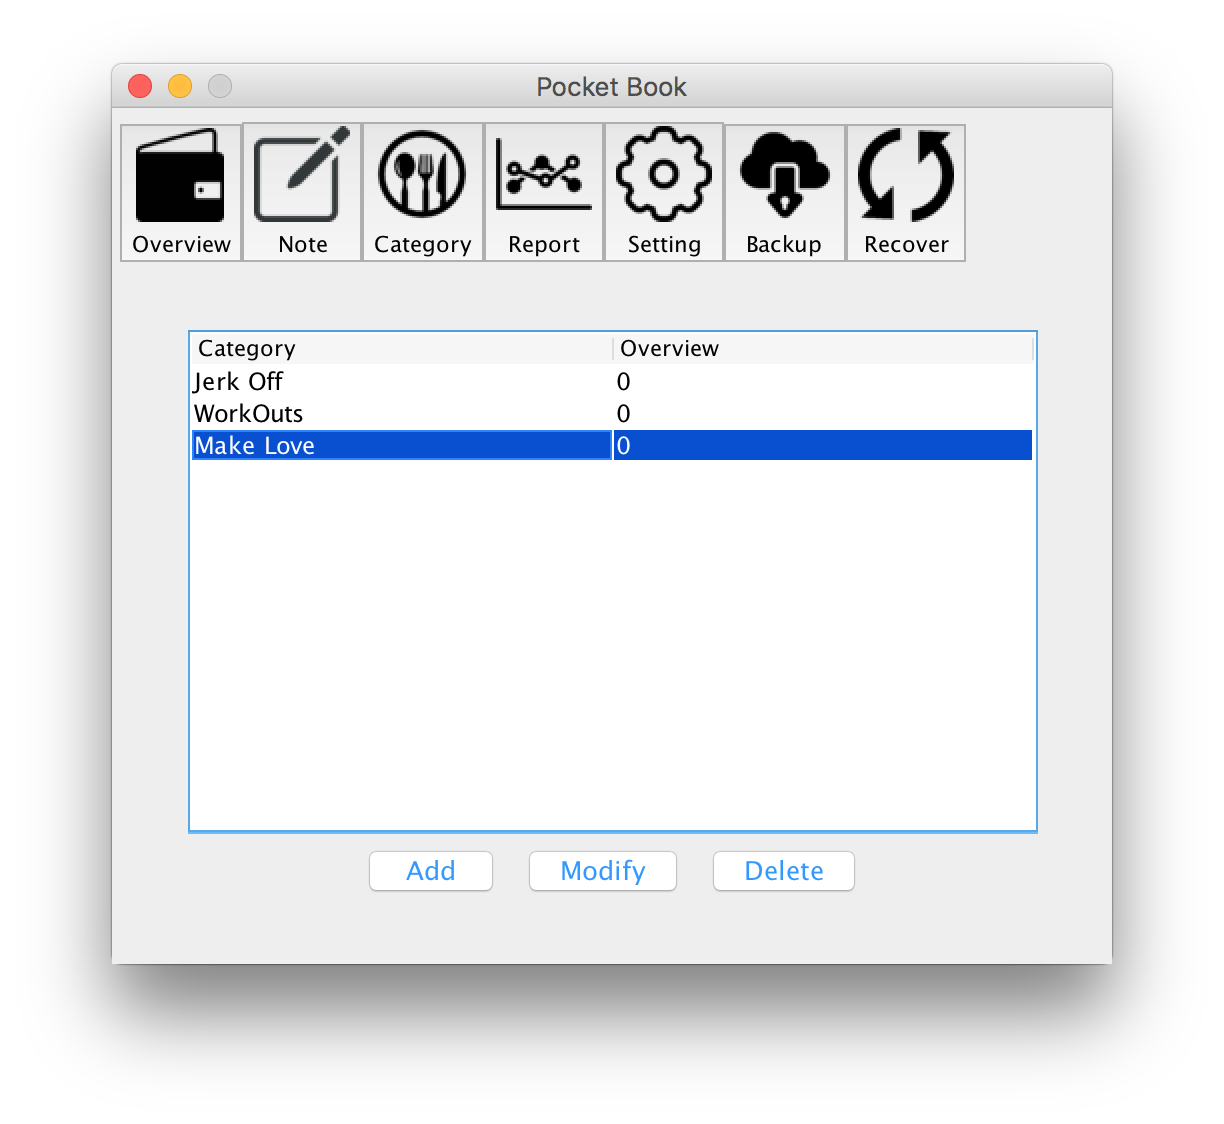 Pocket Book
Overview Note Category Report Setting Backup Recover
Category Overview
Jerk Off 0
WorkOuts 0
Make Love 0
Add Modify Delete